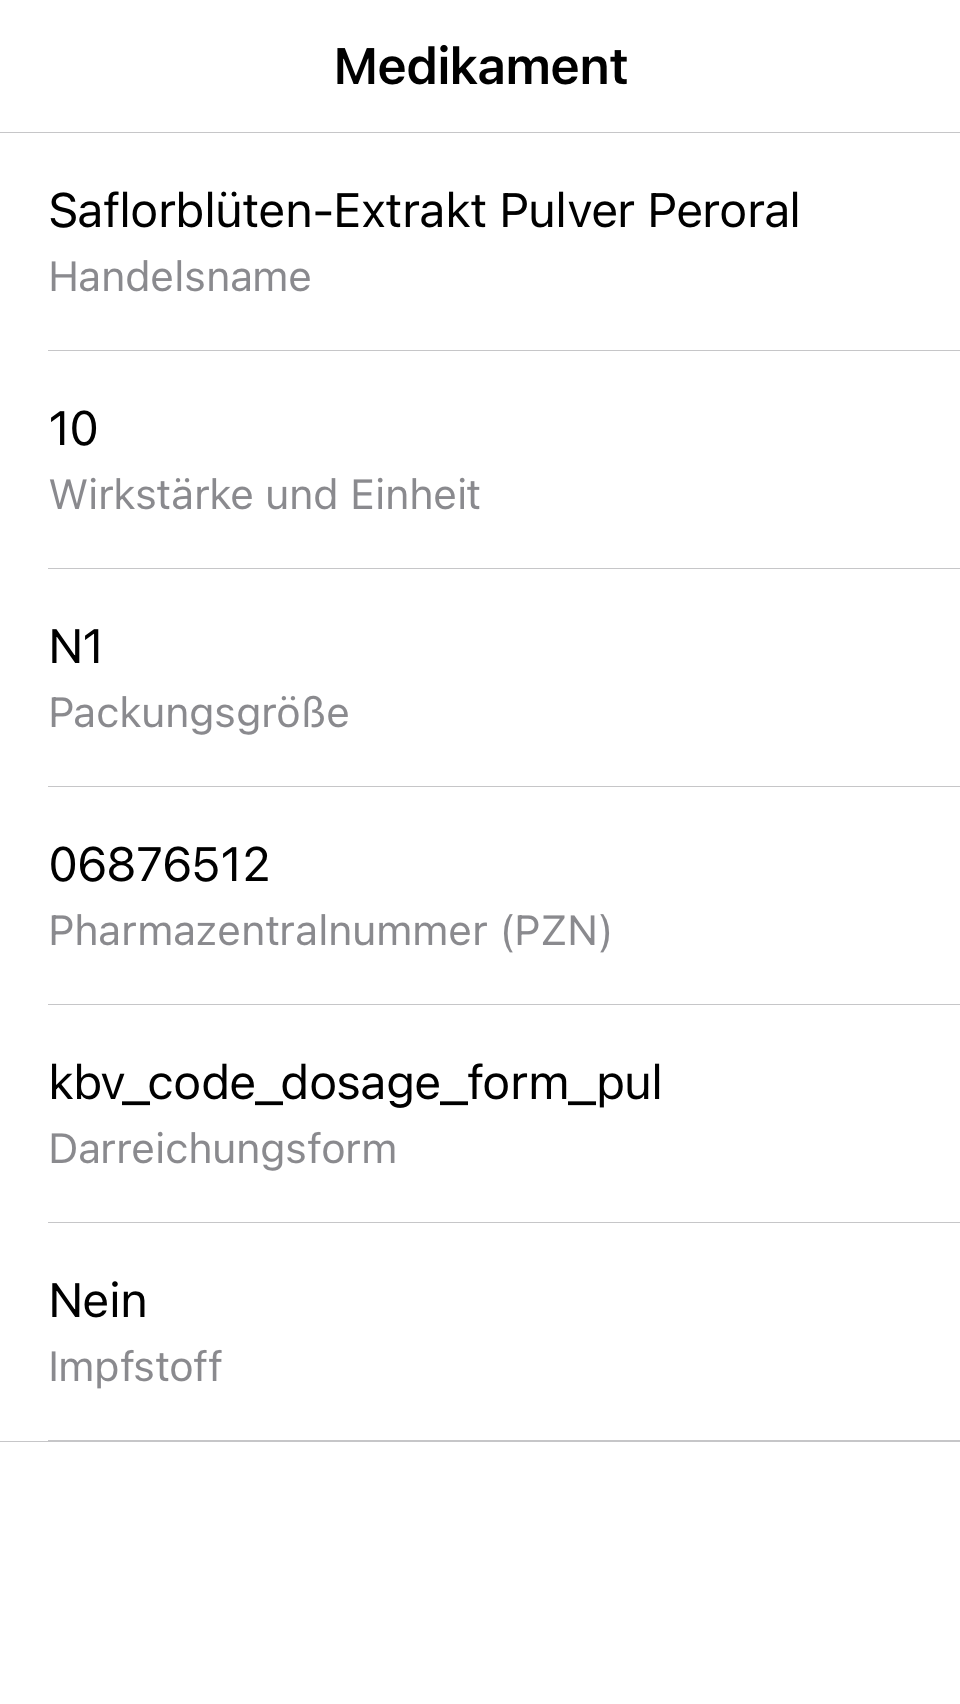 Medikament
Saflorblüten-Extrakt Pulver Peroral
Handelsname
10
Wirkstärke und Einheit
N1
Packungsgröße
06876512
Pharmazentralnummer (PZN)
kbv_code_dosage_form_pul
Darreichungsform
Nein
Impfstoff